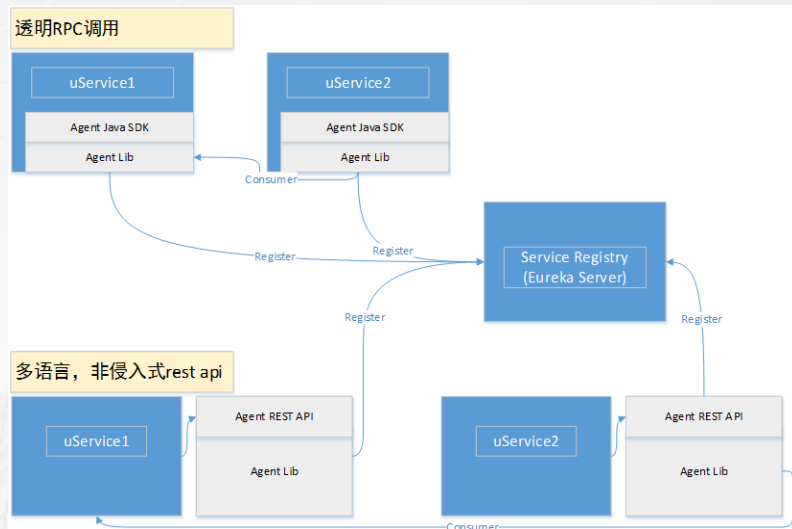 透明RPC调用
uService1
uService2
Agent Java SDK
Agent Java SDK
Agent Lib
Agent Lib
Consumer
Register
Register
Service Registry
(Eureka Server)
Register
Register
多语言，非侵入式rest api
uService1
Agent REST API
Agent Lib
uService2
Agent REST API
Agent Lib
Consumer